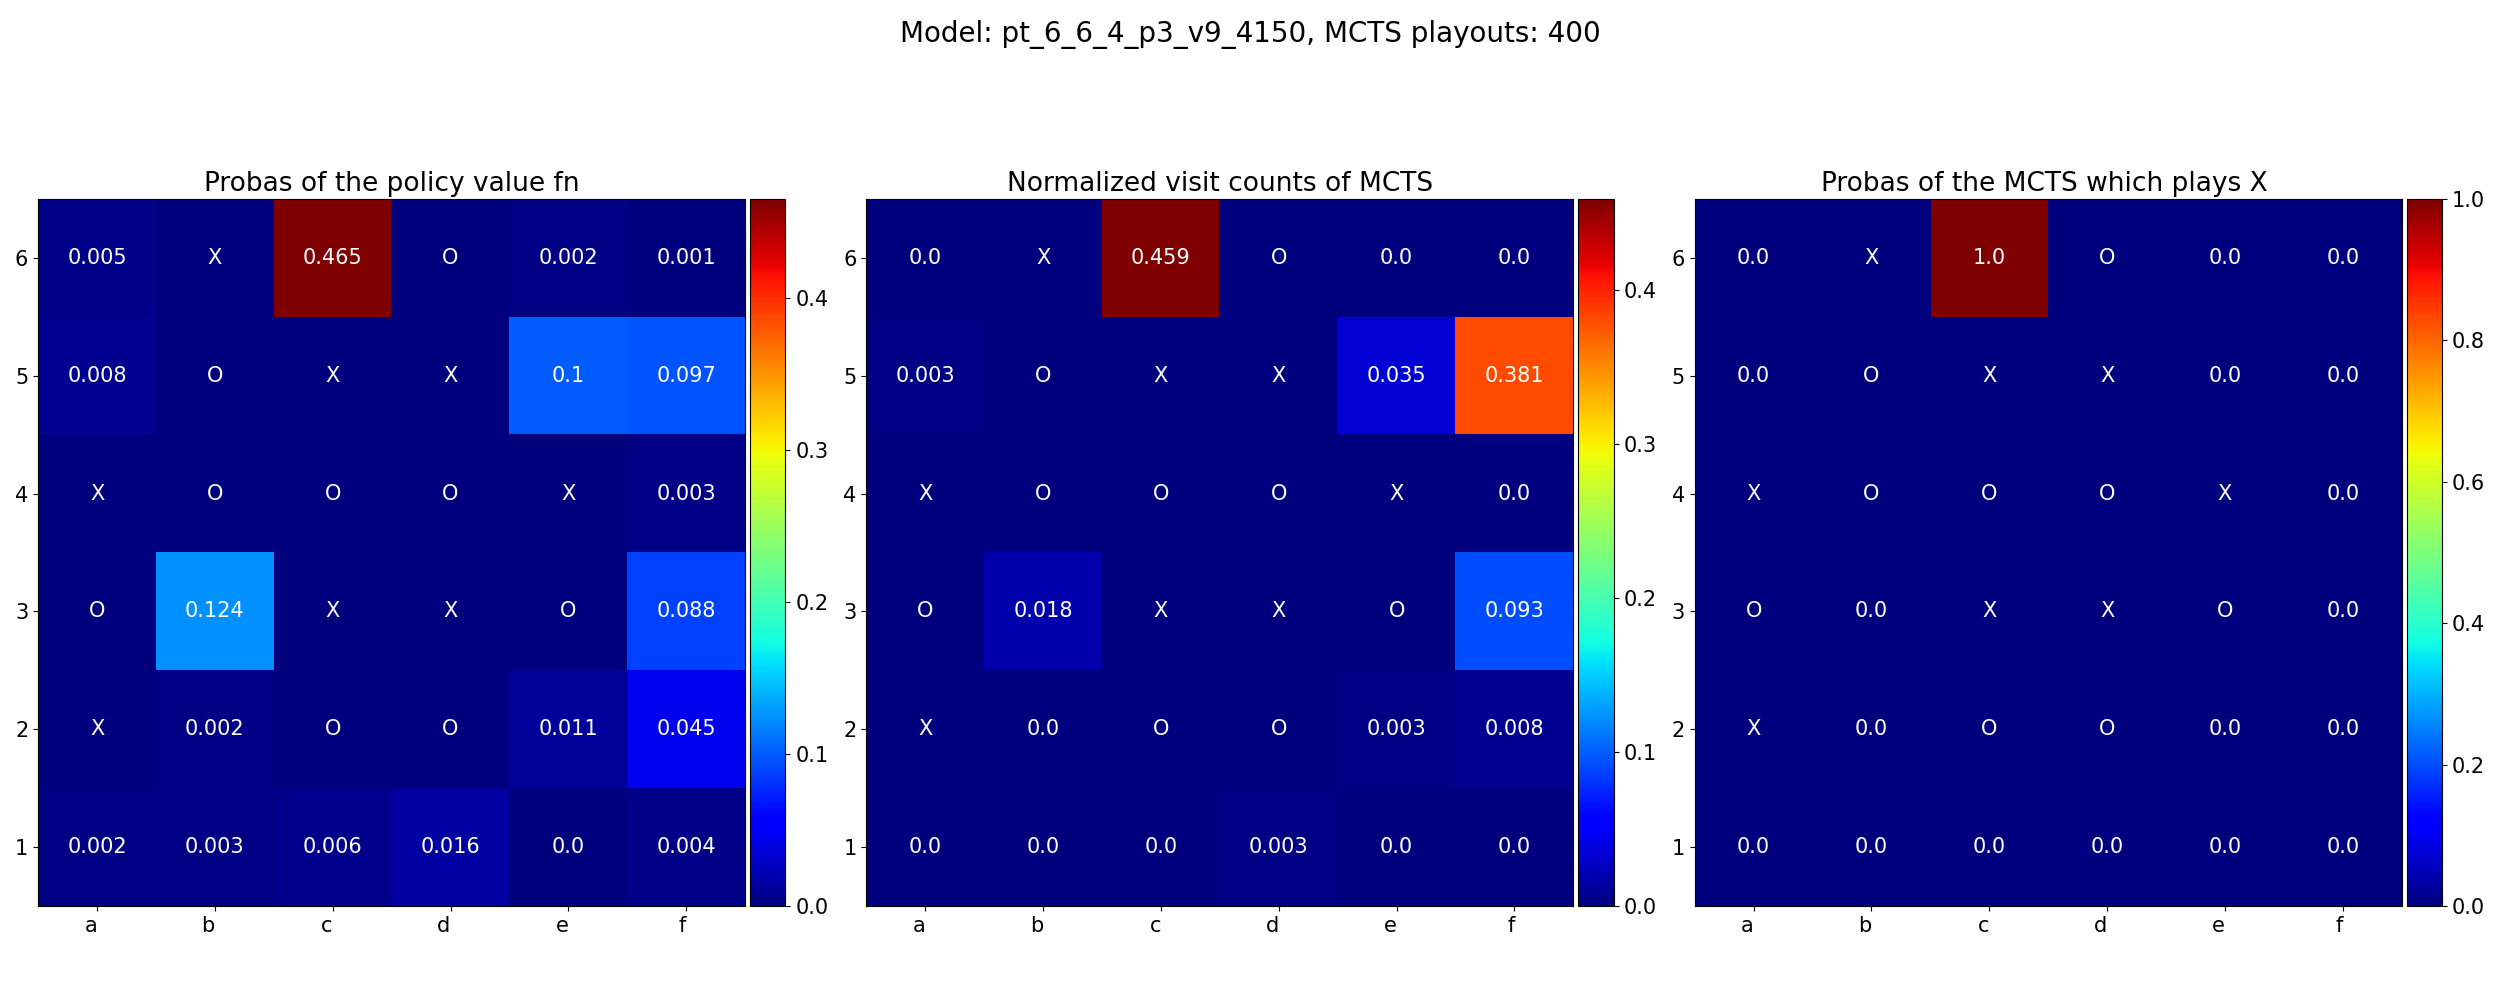 Model: pt_6_6_4_p3_v9_4150, MCTS playouts: 400
Probas of the policy value fn
6 0.005 X 0.465 O 0.002 0.001
5 0.008 O X X 0.1 0.097
4 X O O O X 0.003
3 O 0.124 X X O 0.088
2 X 0.002 O O 0.011 0.045
1 0.002 0.003 0.006 0.016 0.0 0.004
a b c d e f
0.4
0.3
0.2
0.1
0.0
Normalized visit counts of MCTS
6 0.0 X 0.459 O 0.0 0.0
5 0.003 O X X 0.035 0.381
4 X O O O X 0.0
3 O 0.018 X X O 0.093
2 X 0.0 O O 0.003 0.008
1 0.0 0.0 0.0 0.003 0.0 0.0
a b c d e f
0.4
0.3
0.2
0.1
0.0
Probas of the MCTS which plays X
6 0.0 X 1.0 O 0.0 0.0
5 0.0 O X X 0.0 0.0
4 X O O O X 0.0
3 O 0.0 X X O 0.0
2 X 0.0 O O 0.0 0.0
1 0.0 0.0 0.0 0.0 0.0 0.0
a b c d e f
1.0
0.8
0.6
0.4
0.2
0.0